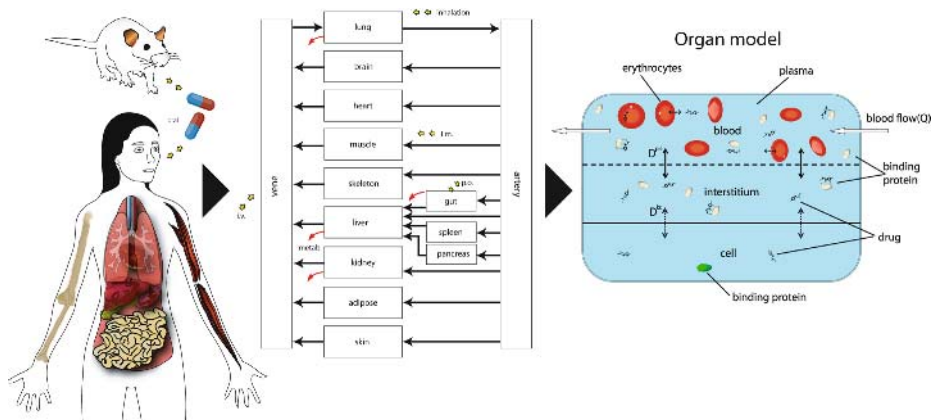 oral
i.v.
venae
lung
inhalation
brain
heart
muscle
i.m.
skeleton
p.o.
gut
liver
spleen
pancreas
metab
kidney
adipose
skin
artery
Organ model
erythrocytes
plasma
blood flow(Q)
blood
binding
protein
interstitium
drug
cell
binding protein